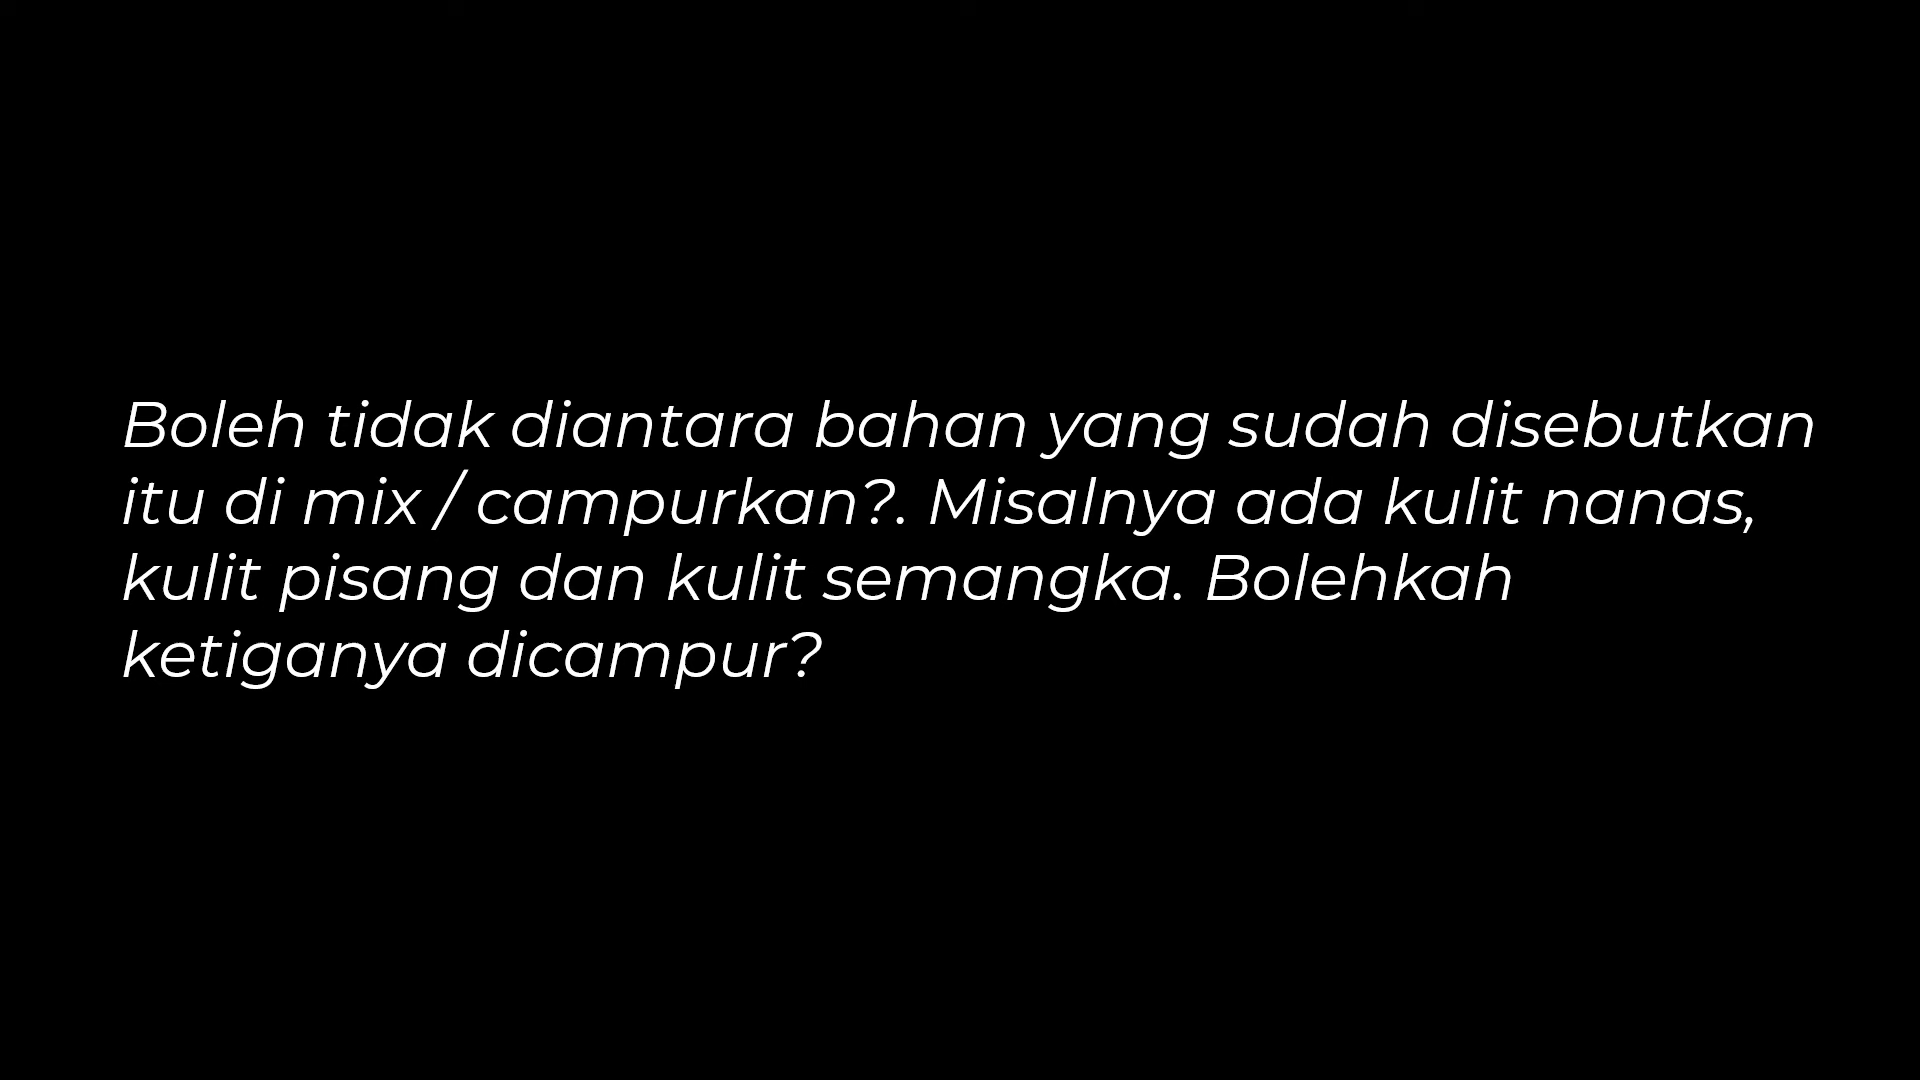 Boleh tidak diantara bahan yang sudah disebutkan
itu di mix / campurkan?. Misalnya ada kulit nanas,
kulit pisang dan kulit semangka. Bolehkah
ketiganya dicampur?